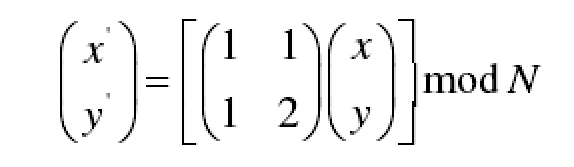 (x' y') = [(1 1 1 2)(x y)] mod N